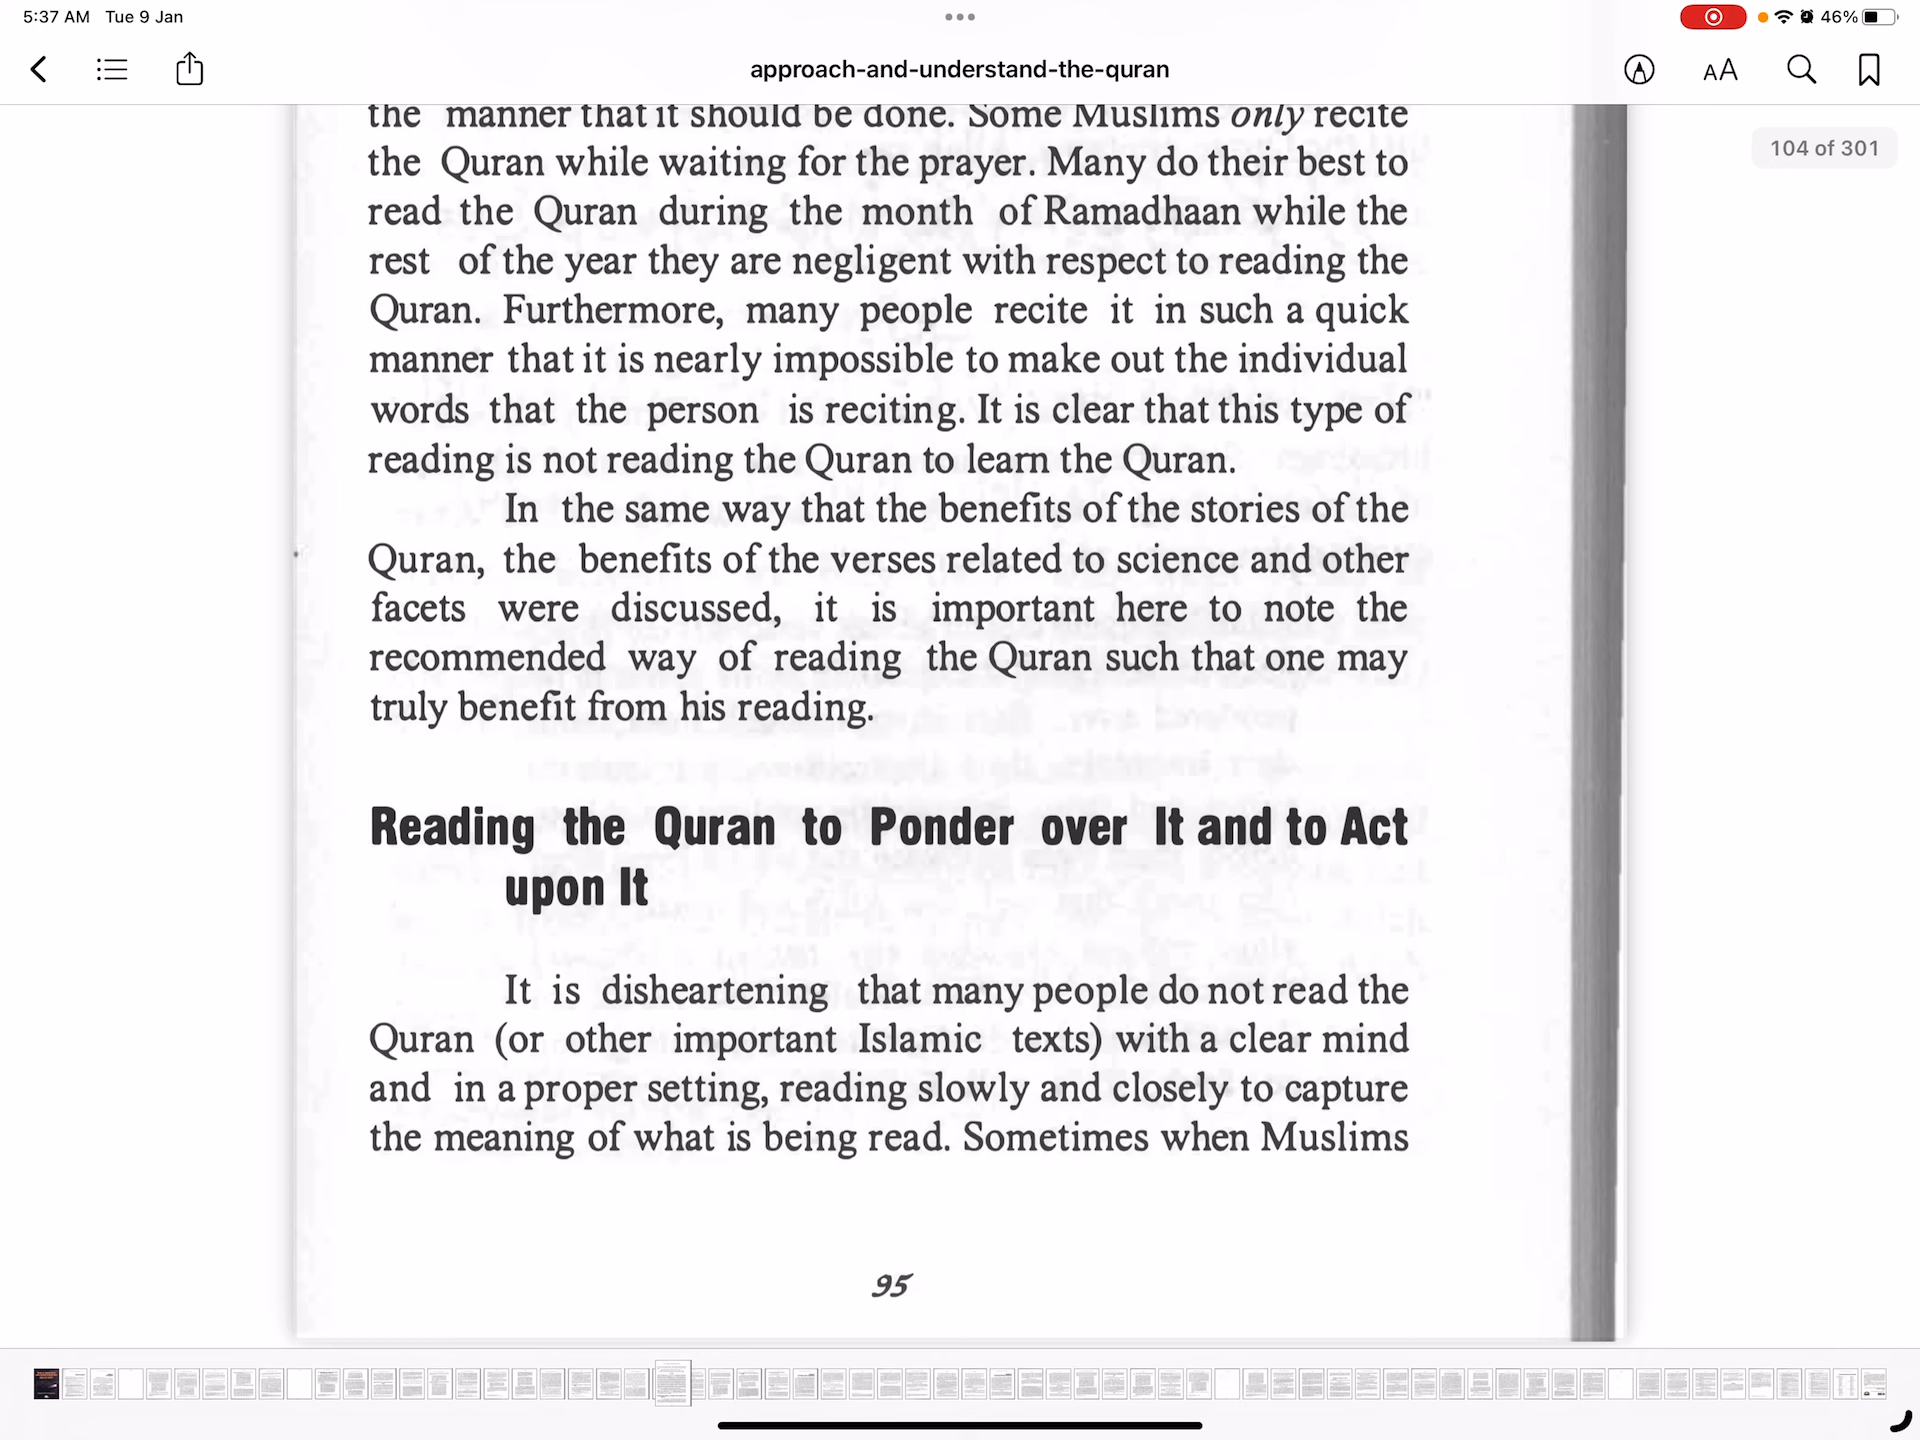 5:37 AM Tue 9 Jan
46%
approach-and-understand-the-quran
AA
104 of 301
the manner that it should be done. Some Muslims only recite
the Quran while waiting for the prayer. Many do their best to
read the Quran during the month of Ramadhaan while the
rest of the year they are negligent with respect to reading the
Quran. Furthermore, many people recite it in such a quick
manner that it is nearly impossible to make out the individual
words that the person is reciting. It is clear that this type of
reading is not reading the Quran to learn the Quran.
In the same way that the benefits of the stories of the
Quran, the benefits of the verses related to science and other
facets were discussed, it is important here to note the
recommended way of reading the Quran such that one may
truly benefit from his reading.
Reading the Quran to Ponder over It and to Act
upon It
It is disheartening that many people do not read the
Quran (or other important Islamic texts) with a clear mind
and in a proper setting, reading slowly and closely to capture
the meaning of what is being read. Sometimes when Muslims
95